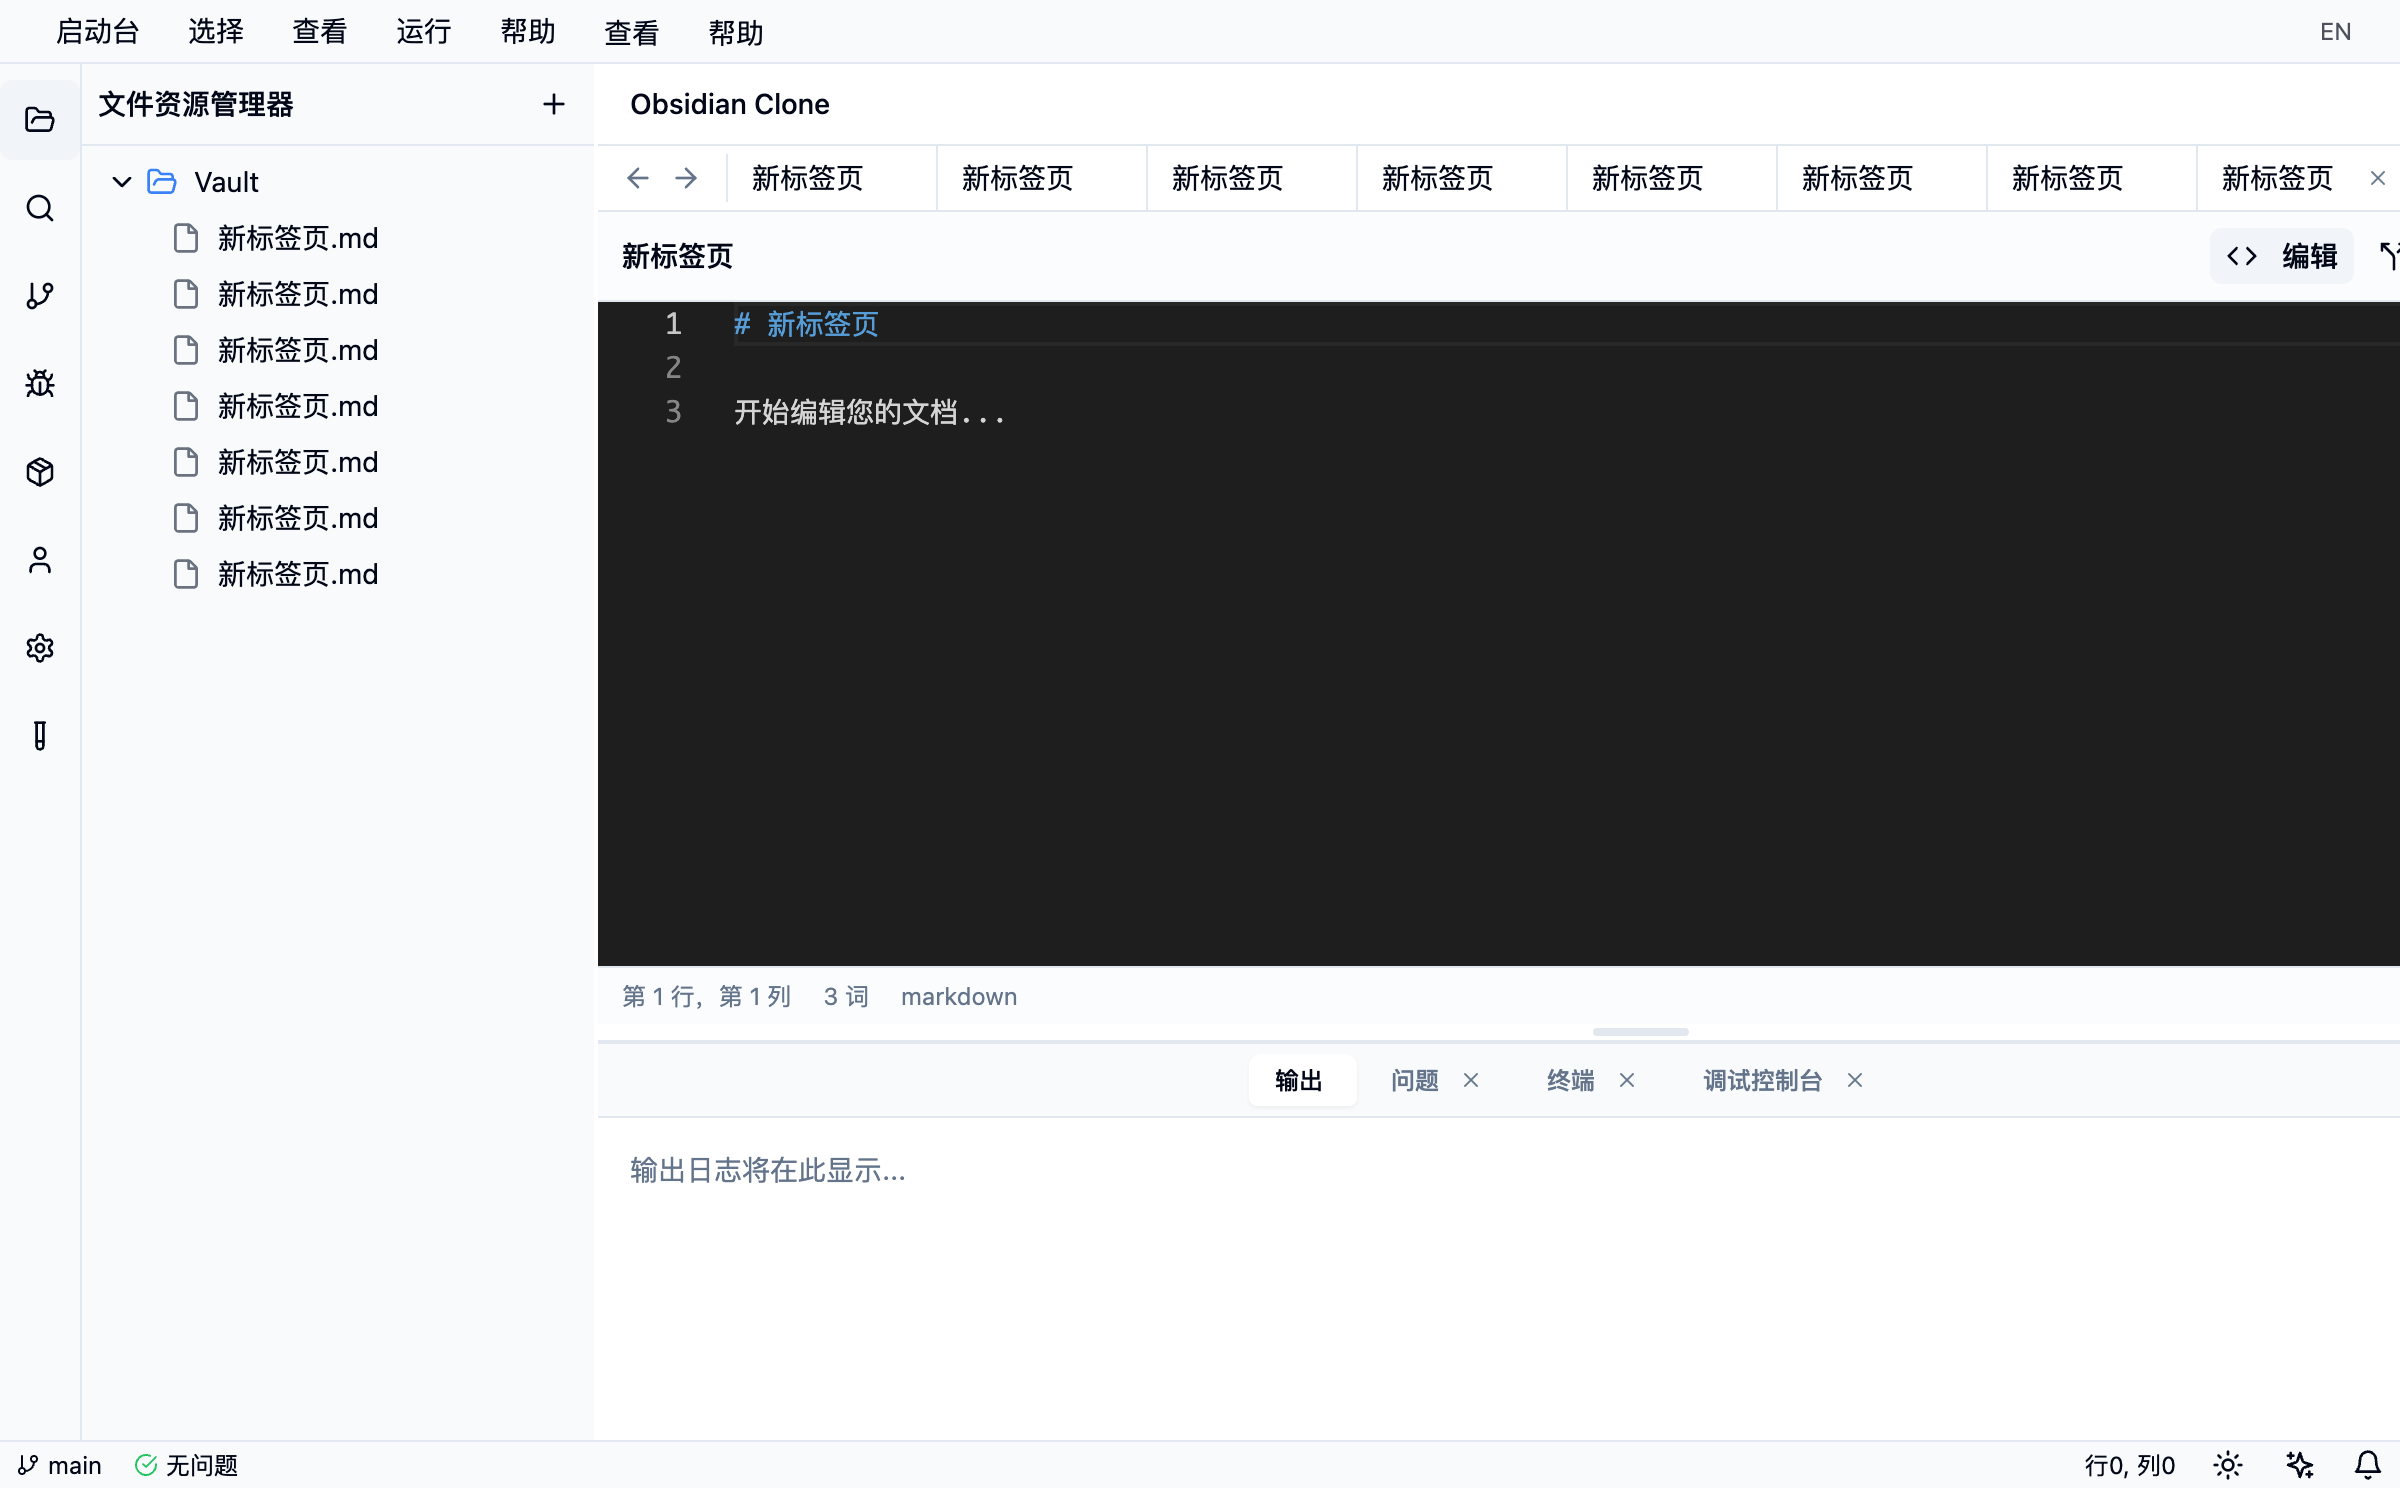 启动台 选择 查看 运行 帮助 查看 帮助 EN
文件资源管理器
Obsidian Clone
Vault
新标签页.md
新标签页.md
新标签页.md
新标签页.md
新标签页.md
新标签页.md
新标签页.md
新标签页 新标签页 新标签页 新标签页 新标签页 新标签页 新标签页 新标签页
新标签页 编辑
1 # 新标签页
2
3 开始编辑您的文档...
第 1 行，第 1 列 3 词 markdown
输出 问题 终端 调试控制台
输出日志将在此显示...
main 无问题 行0, 列0